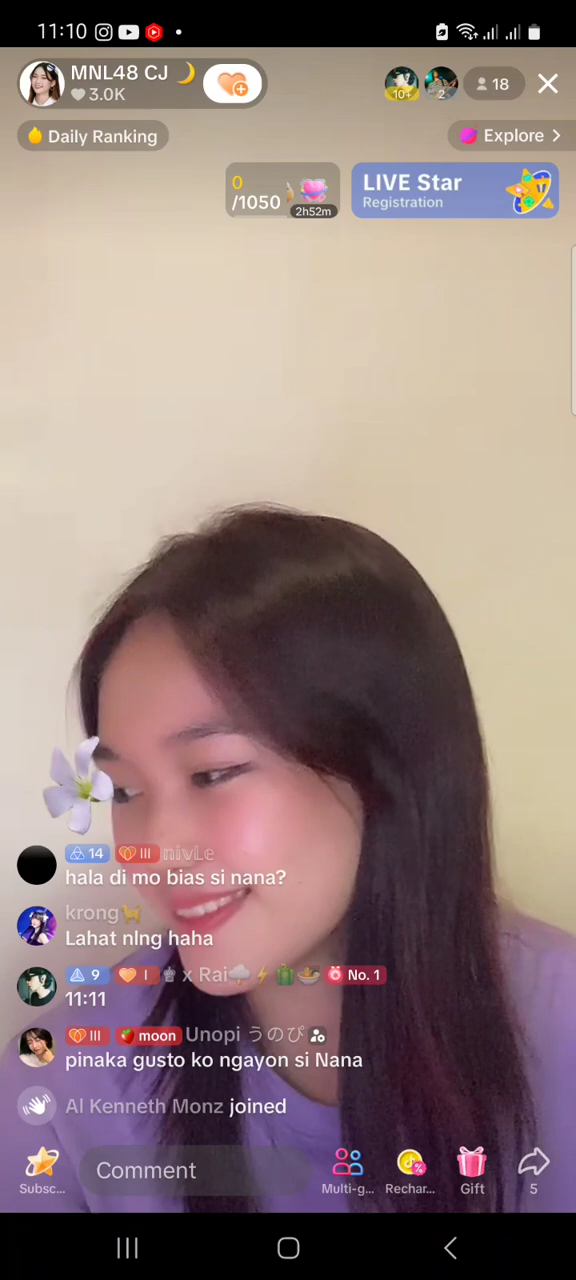 11:10
MNL48 CJ 🌙
3.0K
10+
2
18
Daily Ranking
Explore >
0
/1050
2h52m
LIVE Star
Registration
14 III nivLe
hala di mo bias si nana?
krong🐕
Lahat nlng haha
9 I x Rai🌩️⚡🎁🍜 No. 1
11:11
III 🍓 moon Unopi うのぴ
pinaka gusto ko ngayon si Nana
Al Kenneth Monz joined
Comment
Subsc... Multi-g... Rechar... Gift 5